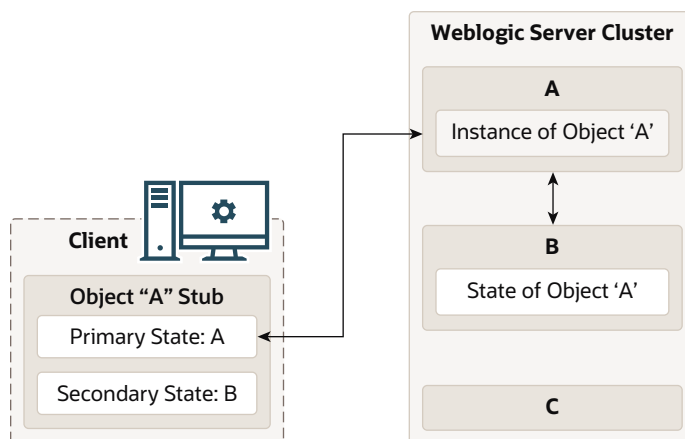 Weblogic Server Cluster
A
Instance of Object ‘A’
B
State of Object ‘A’
C
Client
Object “A” Stub
Primary State: A
Secondary State: B